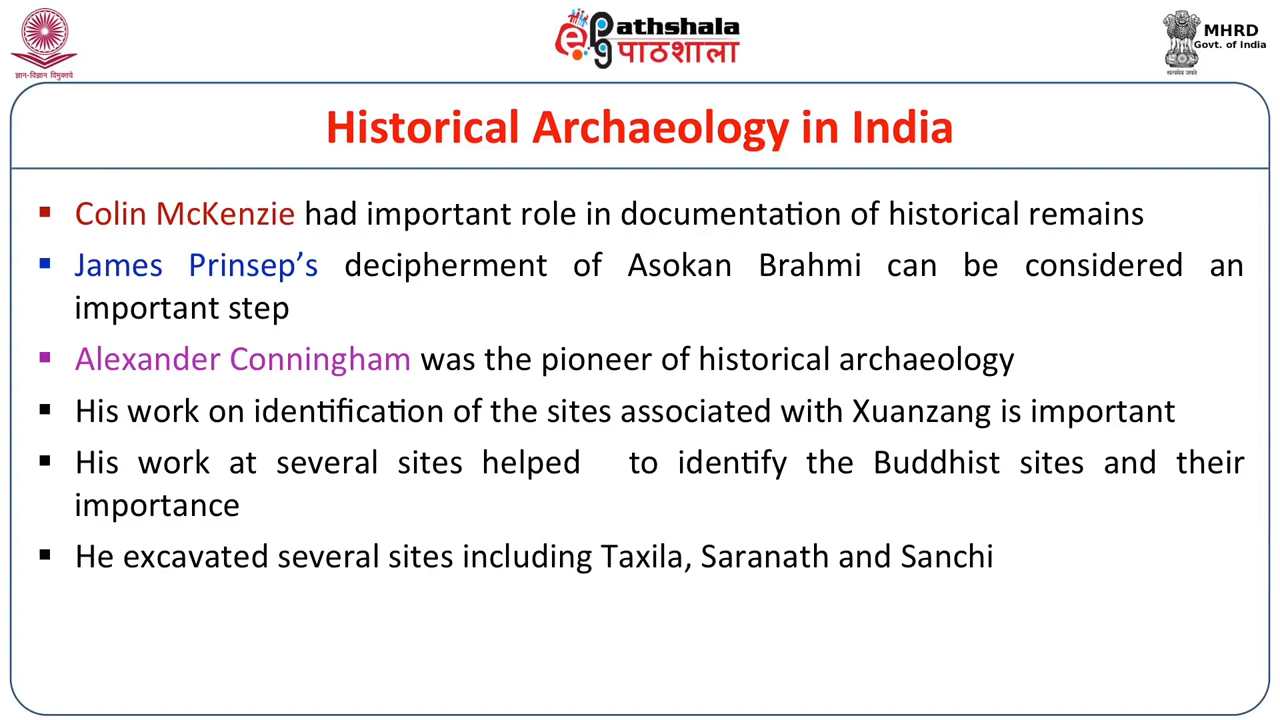 ज्ञान-विज्ञान विमुक्तये
ePathshala
पाठशाला
सत्यमेव जयते
MHRD
Govt. of India
Historical Archaeology in India
▪ Colin McKenzie had important role in documentation of historical remains
▪ James Prinsep’s decipherment of Asokan Brahmi can be considered an
important step
▪ Alexander Conningham was the pioneer of historical archaeology
▪ His work on identification of the sites associated with Xuanzang is important
▪ His work at several sites helped to identify the Buddhist sites and their
importance
▪ He excavated several sites including Taxila, Saranath and Sanchi